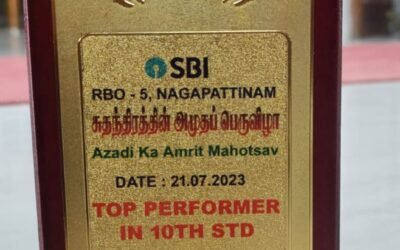 SBI
RBO - 5, NAGAPATTINAM
சுதந்திரத்தின் அமுதப் பெருவிழா
Azadi Ka Amrit Mahotsav
DATE : 21.07.2023
TOP PERFORMER
IN 10TH STD